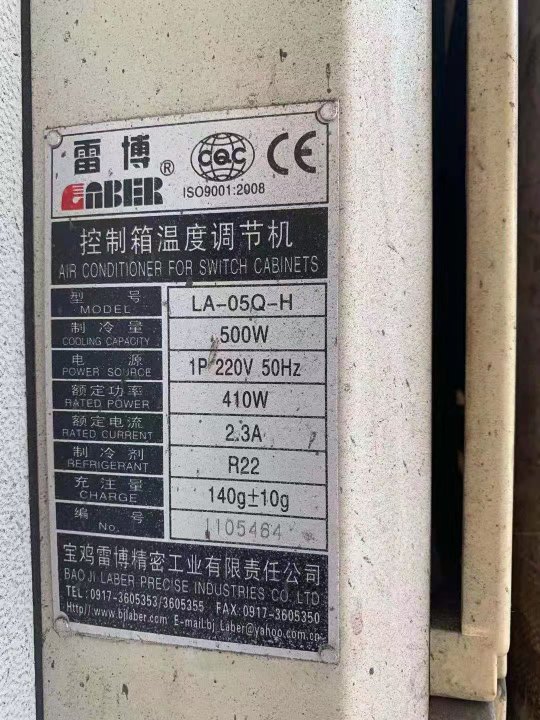 雷博®
LABER
CQC
ISO9001:2008
CE
控制箱温度调节机
AIR CONDITIONER FOR SWITCH CABINETS
型号 LA-05Q-H
MODEL
制冷量 500W
COOLING CAPACITY
电源 1P 220V 50Hz
POWER SOURCE
额定功率 410W
RATED POWER
额定电流 2.3A
RATED CURRENT
制冷剂 R22
REFRIGERANT
充注量 140g±10g
CHARGE
编号 1105464
No.
宝鸡雷博精密工业有限责任公司
BAOJI LABER PRECISE INDUSTRIES CO.,LTD
TEL:0917-3605353/3605355 FAX:0917-3605350
Http//:www.bjlaber.com E-mail:bj_Laber@yahoo.com.cn